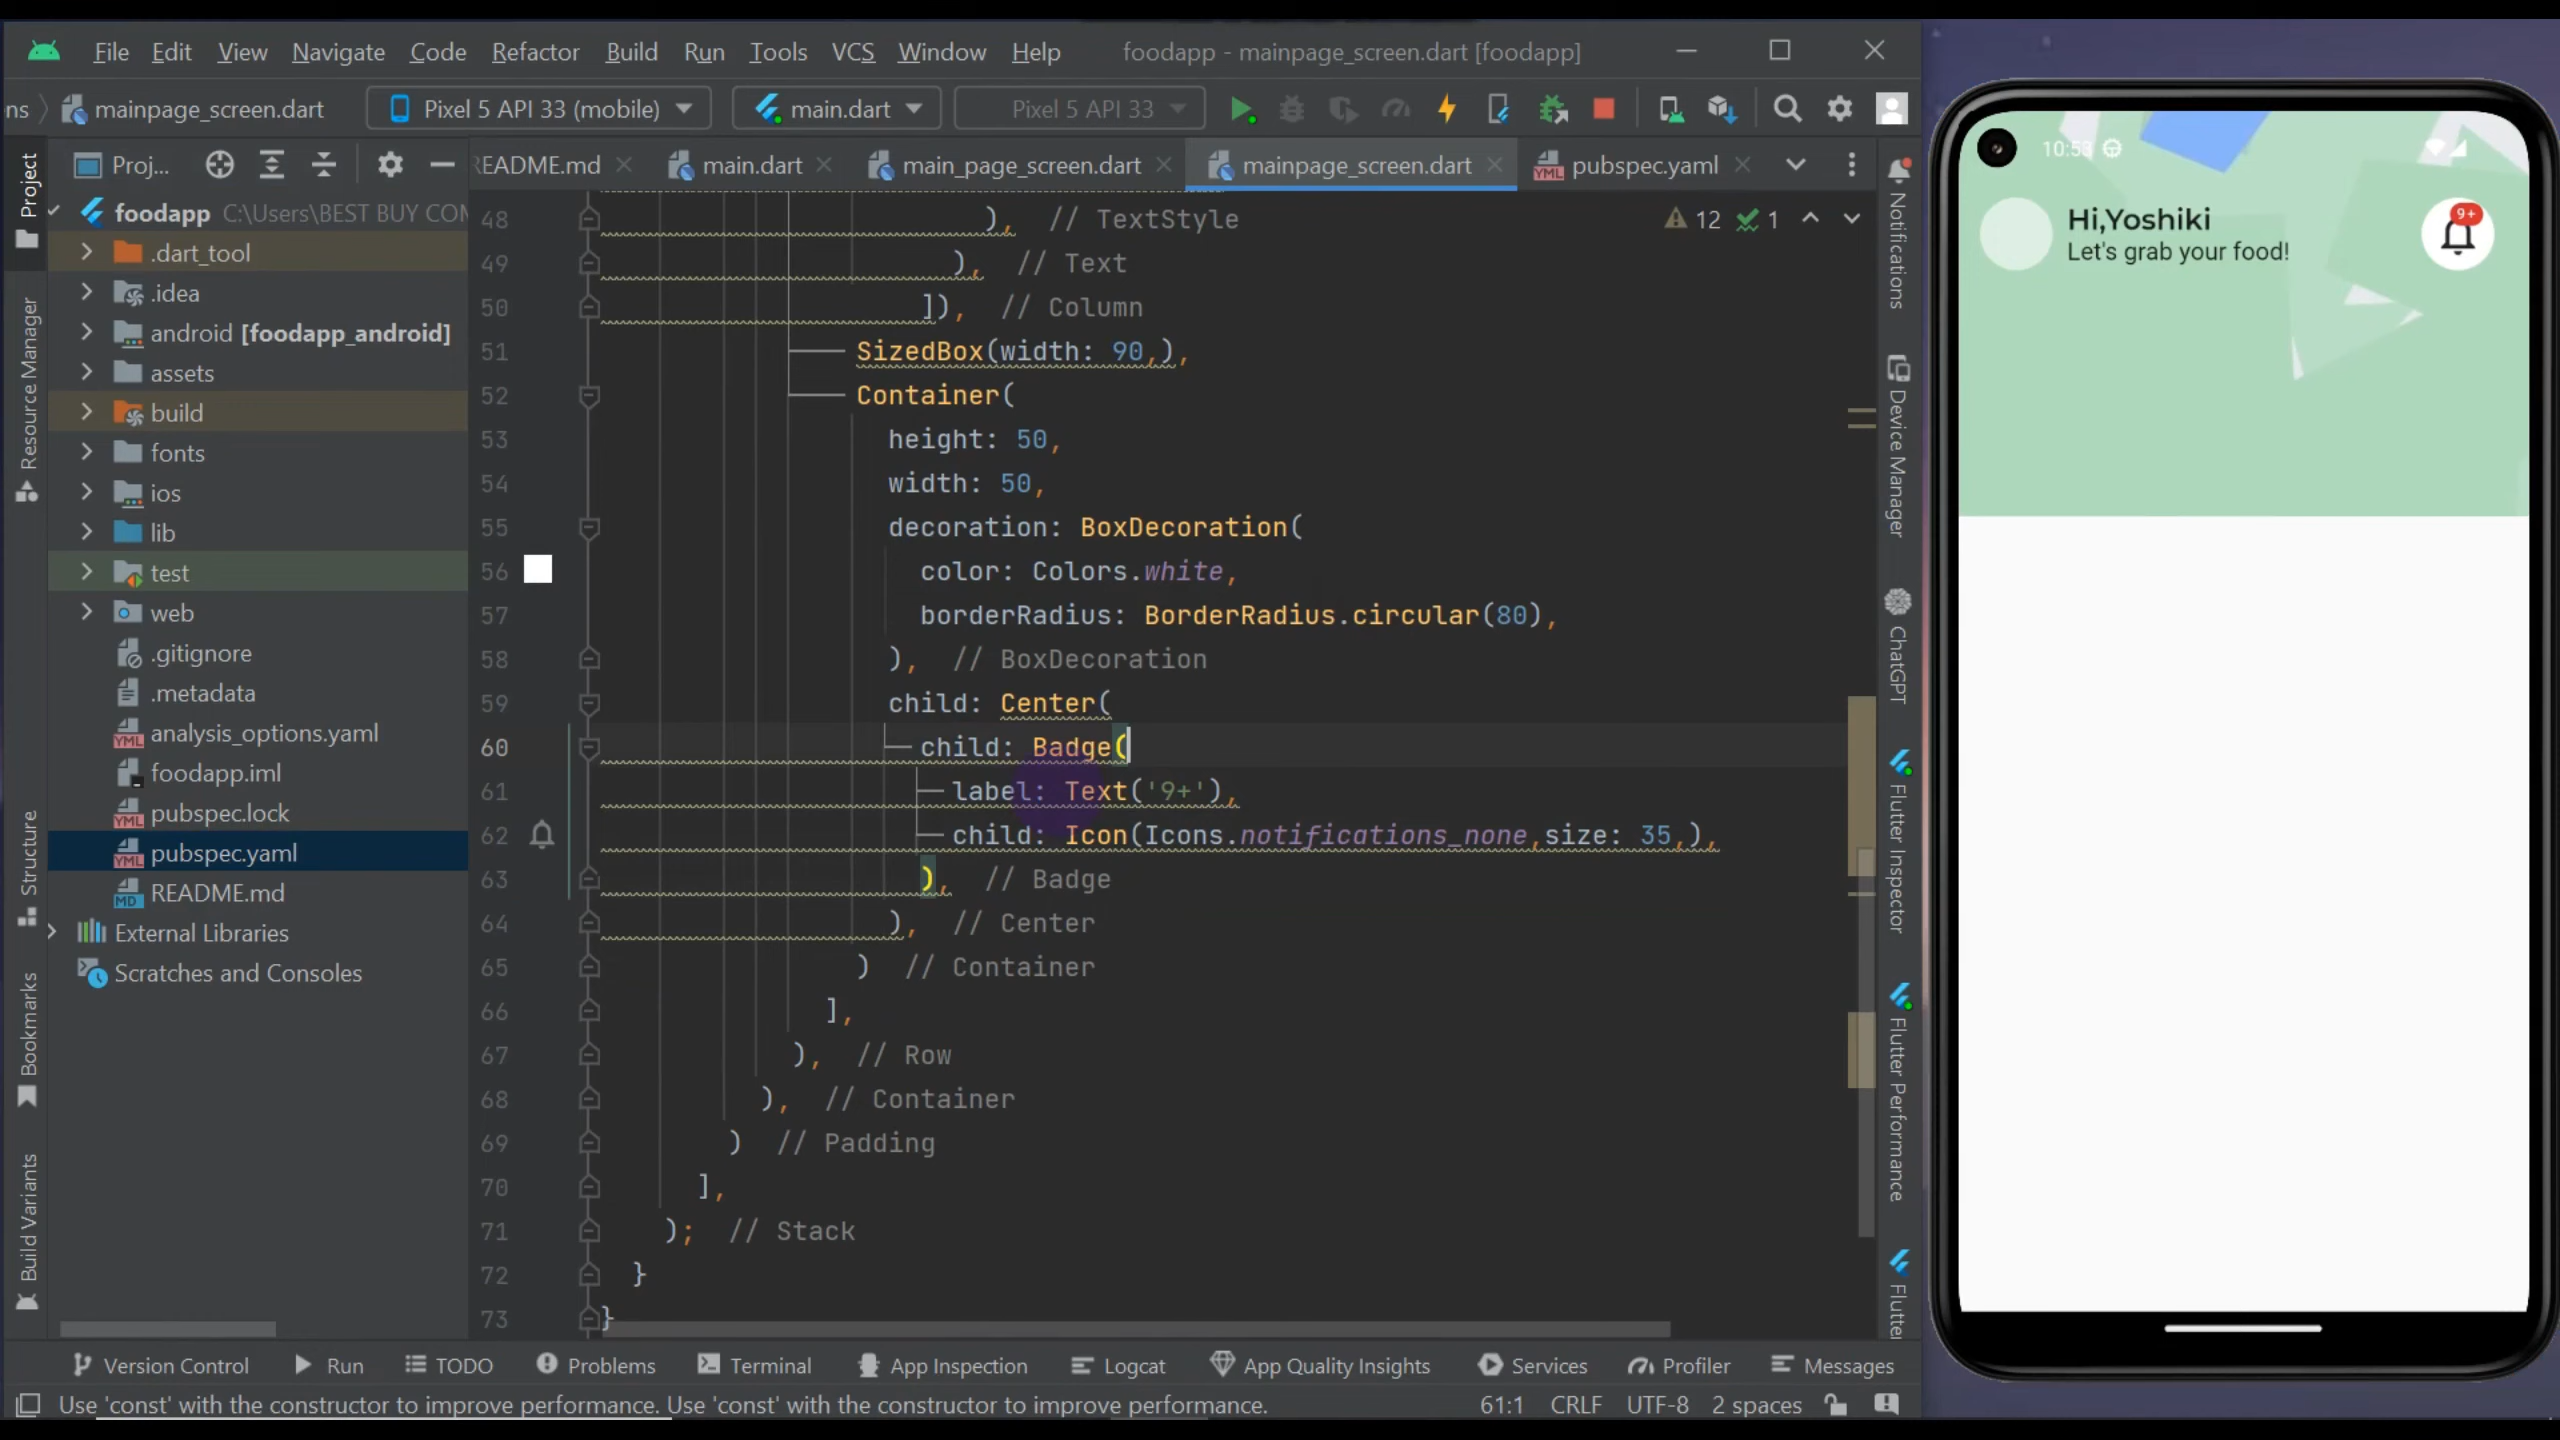 File Edit View Navigate Code Refactor Build Run Tools VCS Window Help foodapp - mainpage_screen.dart [foodapp]
ns mainpage_screen.dart Pixel 5 API 33 (mobile) main.dart Pixel 5 API 33
Proj... README.md main.dart main_page_screen.dart mainpage_screen.dart pubspec.yaml
Project
Resource Manager
Structure
Bookmarks
Build Variants
foodapp C:\Users\BEST BUY COM
.dart_tool
.idea
android [foodapp_android]
assets
build
fonts
ios
lib
test
web
.gitignore
.metadata
analysis_options.yaml
foodapp.iml
pubspec.lock
pubspec.yaml
README.md
External Libraries
Scratches and Consoles
12 1
48 ), // TextStyle
49 ), // Text
50 ]), // Column
51 SizedBox(width: 90,),
52 Container(
53 height: 50,
54 width: 50,
55 decoration: BoxDecoration(
56 color: Colors.white,
57 borderRadius: BorderRadius.circular(80),
58 ), // BoxDecoration
59 child: Center(
60 child: Badge(
61 label: Text('9+'),
62 child: Icon(Icons.notifications_none,size: 35,),
63 ), // Badge
64 ), // Center
65 ) // Container
66 ],
67 ), // Row
68 ), // Container
69 ) // Padding
70 ],
71 ); // Stack
72 }
73 }
Notifications
Device Manager
ChatGPT
Flutter Inspector
Flutter Performance
Flutter
10:53
Hi,Yoshiki
Let's grab your food!
9+
Version Control Run TODO Problems Terminal App Inspection Logcat App Quality Insights Services Profiler Messages
Use 'const' with the constructor to improve performance. Use 'const' with the constructor to improve performance. 61:1 CRLF UTF-8 2 spaces